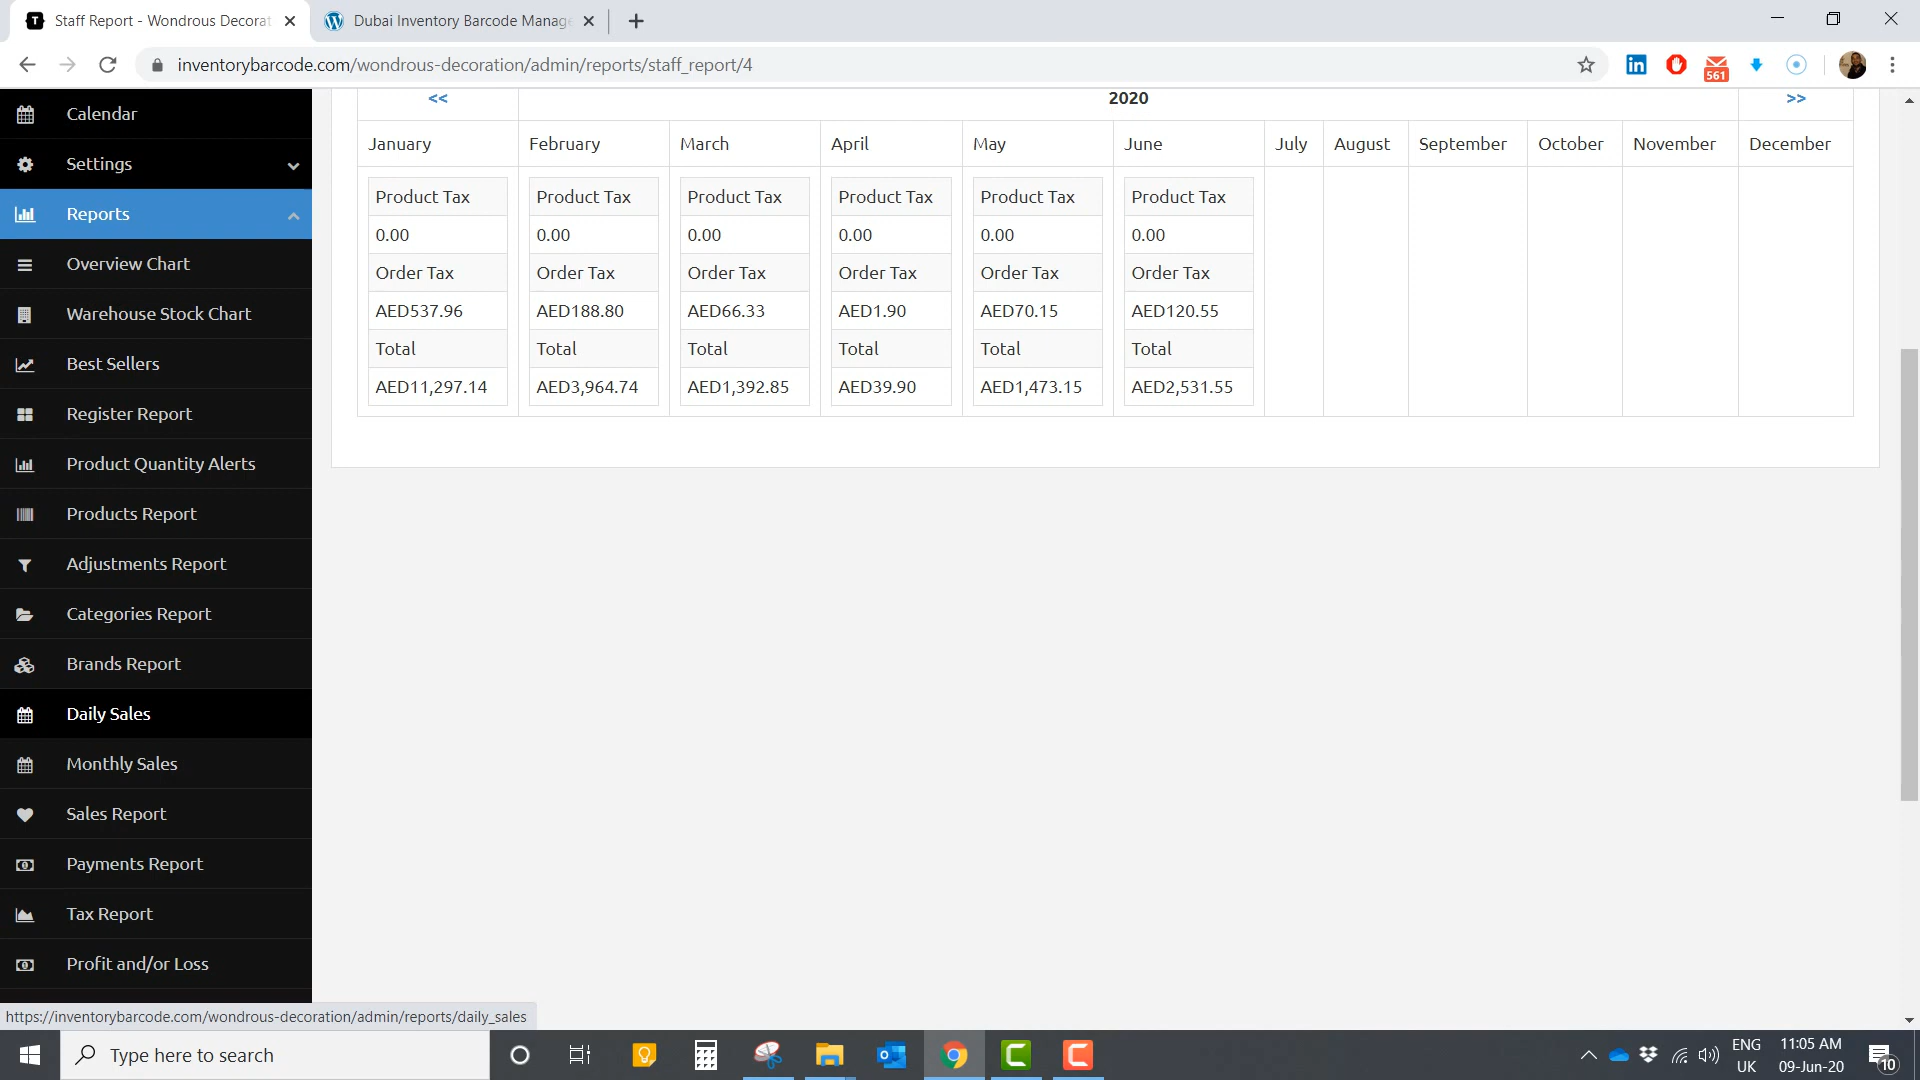 Staff Report - Wondrous Decorat
Dubai Inventory Barcode Manag
inventorybarcode.com/wondrous-decoration/admin/reports/staff_report/4
561
Calendar
Settings
Reports
Overview Chart
Warehouse Stock Chart
Best Sellers
Register Report
Product Quantity Alerts
Products Report
Adjustments Report
Categories Report
Brands Report
Daily Sales
Monthly Sales
Sales Report
Payments Report
Tax Report
Profit and/or Loss
<< 2020 >>
January February March April May June July August September October November December
Product Tax Product Tax Product Tax Product Tax Product Tax Product Tax
0.00 0.00 0.00 0.00 0.00 0.00
Order Tax Order Tax Order Tax Order Tax Order Tax Order Tax
AED537.96 AED188.80 AED66.33 AED1.90 AED70.15 AED120.55
Total Total Total Total Total Total
AED11,297.14 AED3,964.74 AED1,392.85 AED39.90 AED1,473.15 AED2,531.55
https://inventorybarcode.com/wondrous-decoration/admin/reports/daily_sales
Type here to search
ENG
UK
11:05 AM
09-Jun-20
10